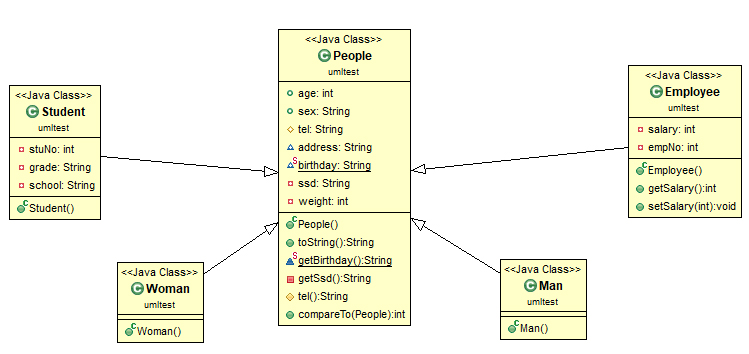 <<Java Class>>
People
umltest
age: int
sex: String
tel: String
address: String
birthday: String
ssd: String
weight: int
People()
toString():String
getBirthday():String
getSsd():String
tel():String
compareTo(People):int
<<Java Class>>
Student
umltest
stuNo: int
grade: String
school: String
Student()
<<Java Class>>
Employee
umltest
salary: int
empNo: int
Employee()
getSalary():int
setSalary(int):void
<<Java Class>>
Woman
umltest
Woman()
<<Java Class>>
Man
umltest
Man()